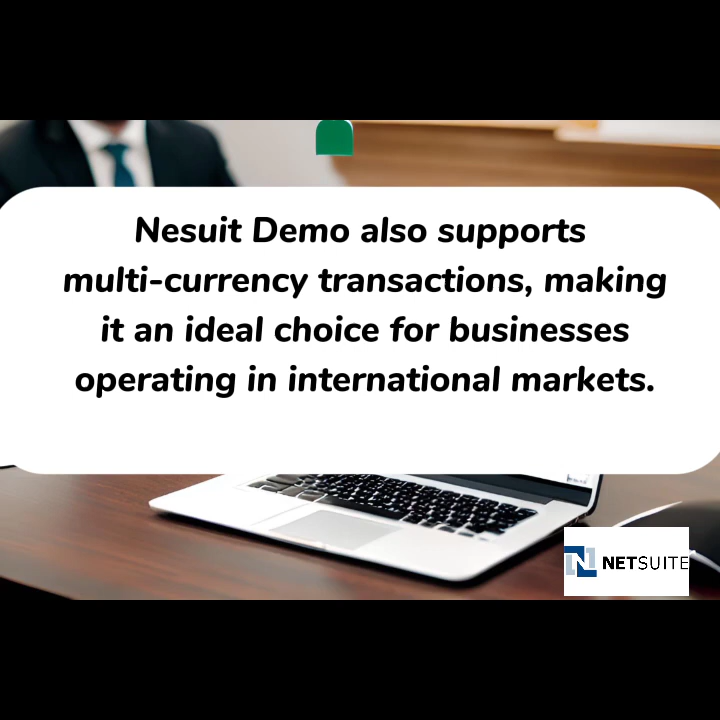 Nesuit Demo also supports
multi-currency transactions, making
it an ideal choice for businesses
operating in international markets.
NETSUITE